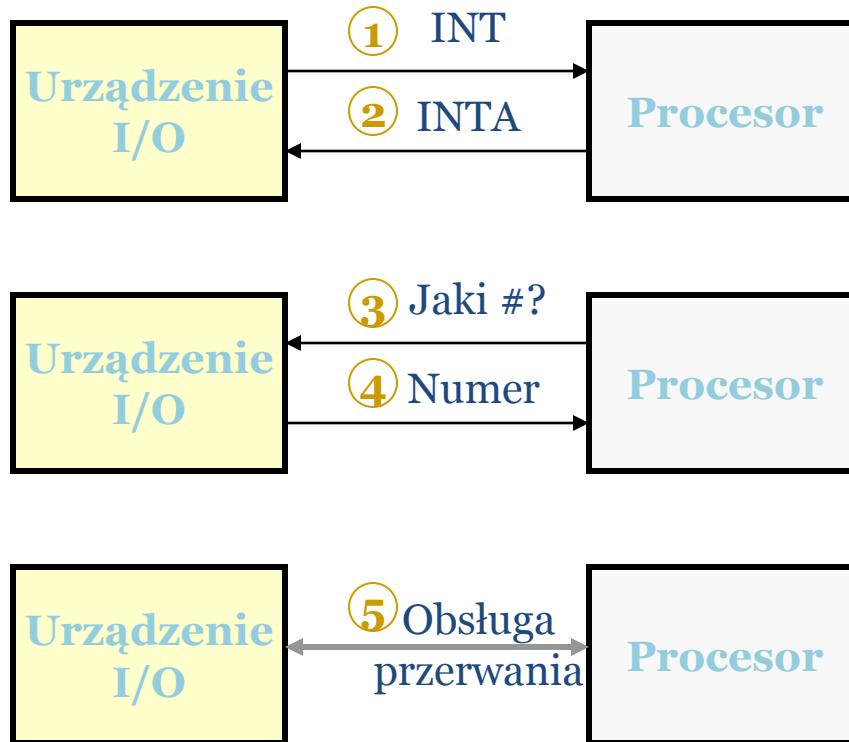 1 INT
Urządzenie
I/O
2 INTA
Procesor
3 Jaki #?
Urządzenie
I/O
4 Numer
Procesor
5 Obsługa
przerwania
Urządzenie
I/O
Procesor